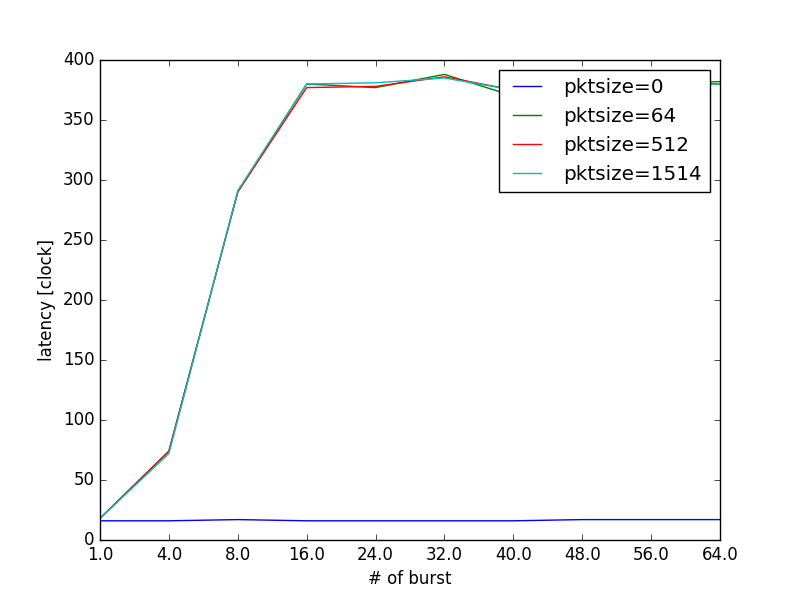 400
350
300
250
200
150
100
50
0
latency [clock]
pktsize=0
pktsize=64
pktsize=512
pktsize=1514
1.0 4.0 8.0 16.0 24.0 32.0 40.0 48.0 56.0 64.0
# of burst